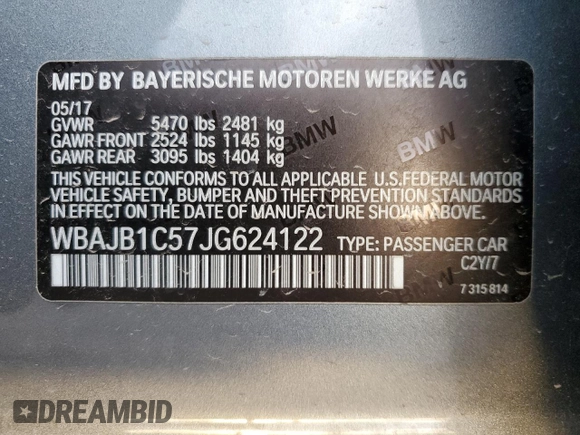 MFD BY BAYERISCHE MOTOREN WERKE AG
05/17
GVWR 5470 lbs 2481 kg
GAWR FRONT 2524 lbs 1145 kg
GAWR REAR 3095 lbs 1404 kg
THIS VEHICLE CONFORMS TO ALL APPLICABLE U.S.FEDERAL MOTOR
VEHICLE SAFETY, BUMPER AND THEFT PREVENTION STANDARDS
IN EFFECT ON THE DATE OF MANUFACTURE SHOWN ABOVE.
WBAJB1C57JG624122 TYPE: PASSENGER CAR
C2Y/7
7 315 814
BMW
BMW
BMW
BMW
DREAMBID